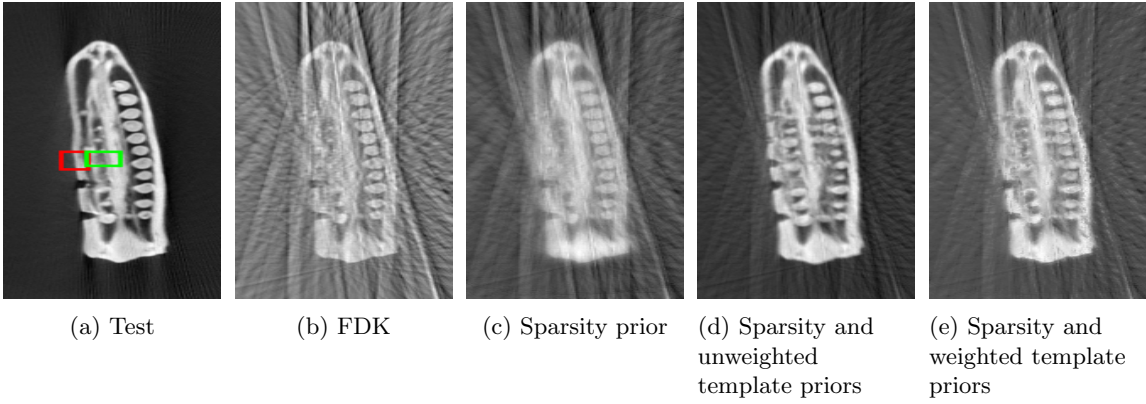 (a) Test
(b) FDK
(c) Sparsity prior
(d) Sparsity and
unweighted
template priors
(e) Sparsity and
weighted template
priors